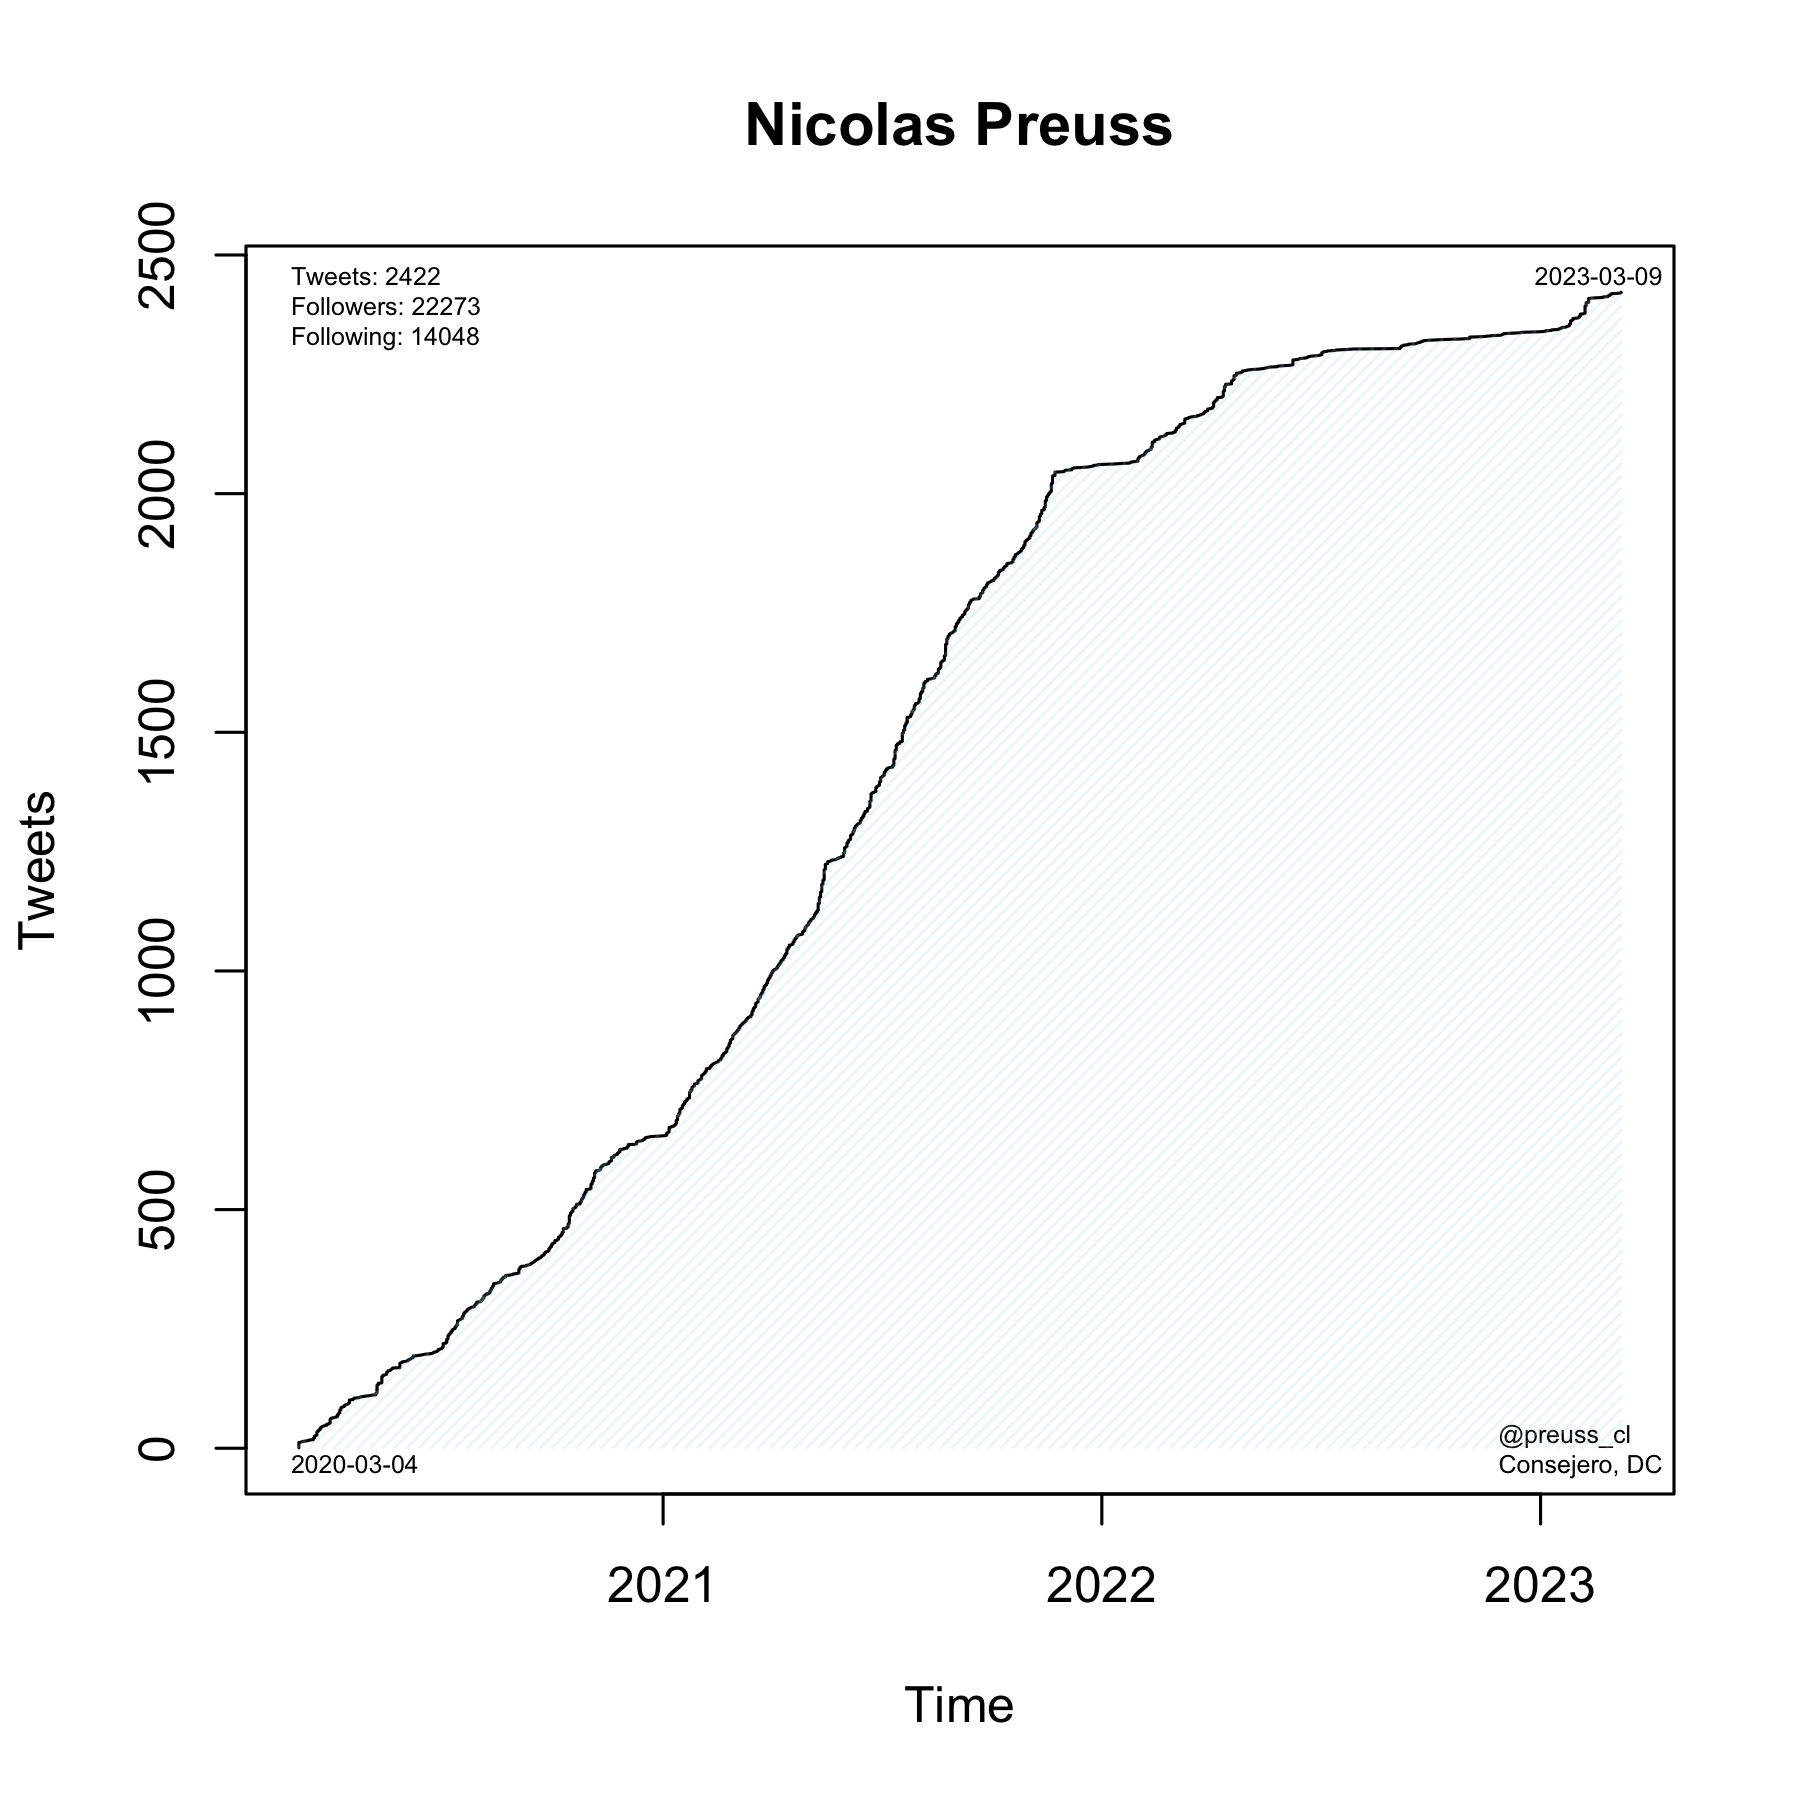 Nicolas Preuss
Tweets: 2422
Followers: 22273
Following: 14048
2023-03-09
2500
2000
1500
1000
500
0
Tweets
@preuss_cl
Consejero, DC
2020-03-04
2021
2022
2023
Time